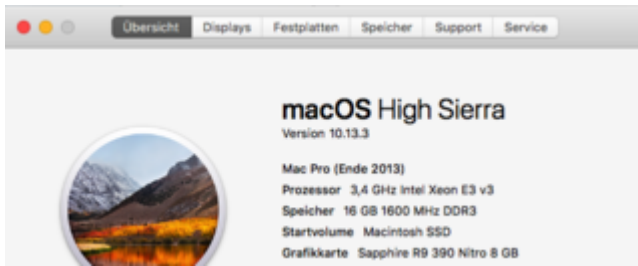 Übersicht Displays Festplatten Speicher Support Service
macOS High Sierra
Version 10.13.3
Mac Pro (Ende 2013)
Prozessor 3,4 GHz Intel Xeon E3 v3
Speicher 16 GB 1600 MHz DDR3
Startvolume Macintosh SSD
Grafikkarte Sapphire R9 390 Nitro 8 GB